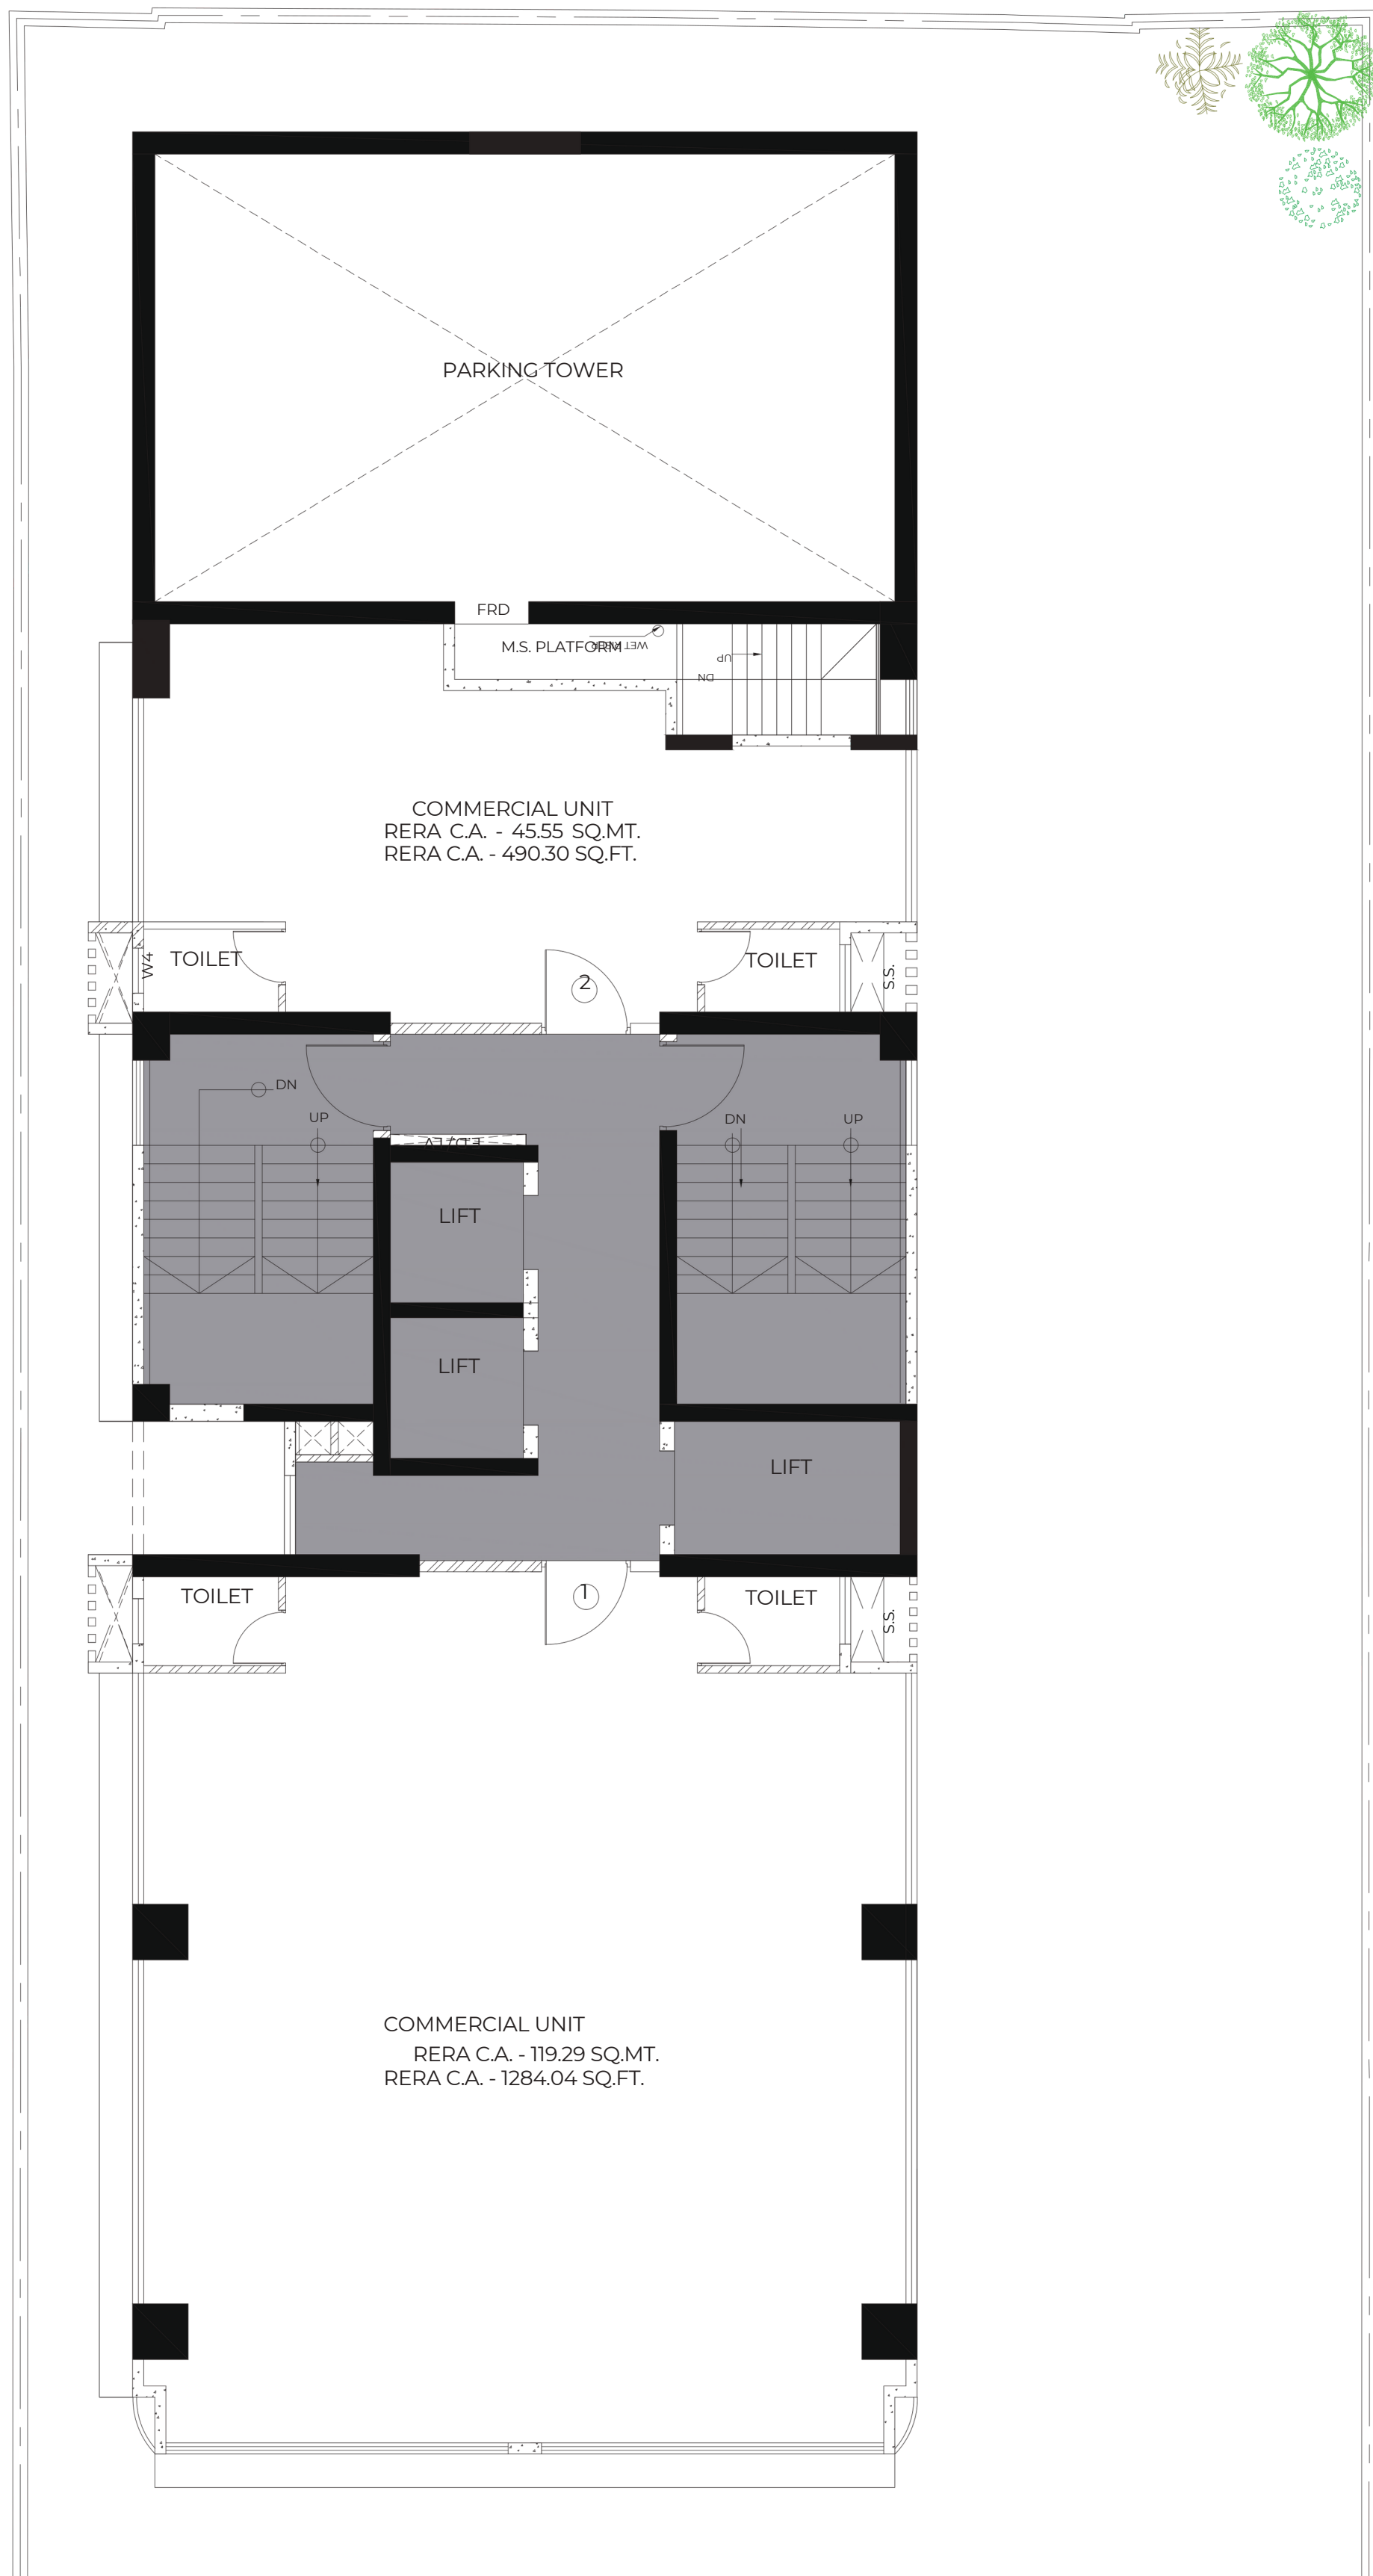 PARKING TOWER
FRD
M.S. PLATFORM
WET RISER
UP
DN
COMMERCIAL UNIT
RERA C.A. - 45.55 SQ.MT.
RERA C.A. - 490.30 SQ.FT.
W4
TOILET
2
TOILET
S.S.
DN
UP
DN
UP
LIFT
LIFT
LIFT
TOILET
1
TOILET
S.S.
COMMERCIAL UNIT
RERA C.A. - 119.29 SQ.MT.
RERA C.A. - 1284.04 SQ.FT.